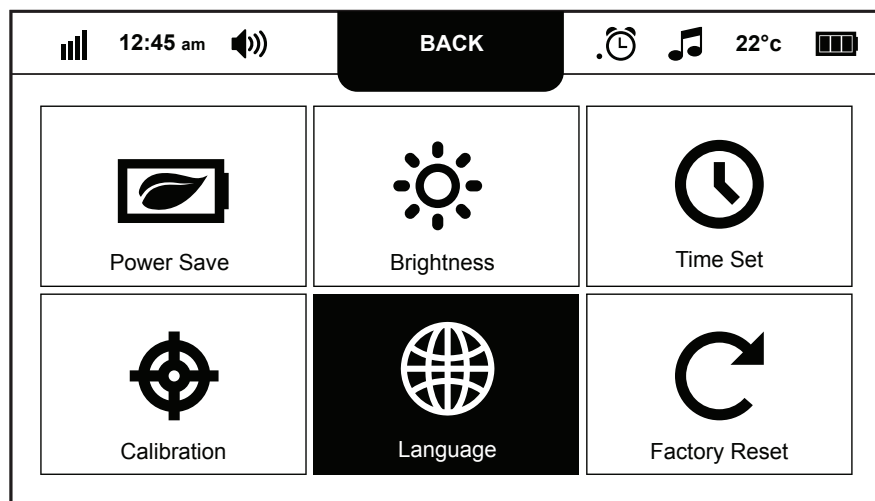 12:45 am
BACK
22°c
Power Save
Brightness
Time Set
Calibration
Language
Factory Reset